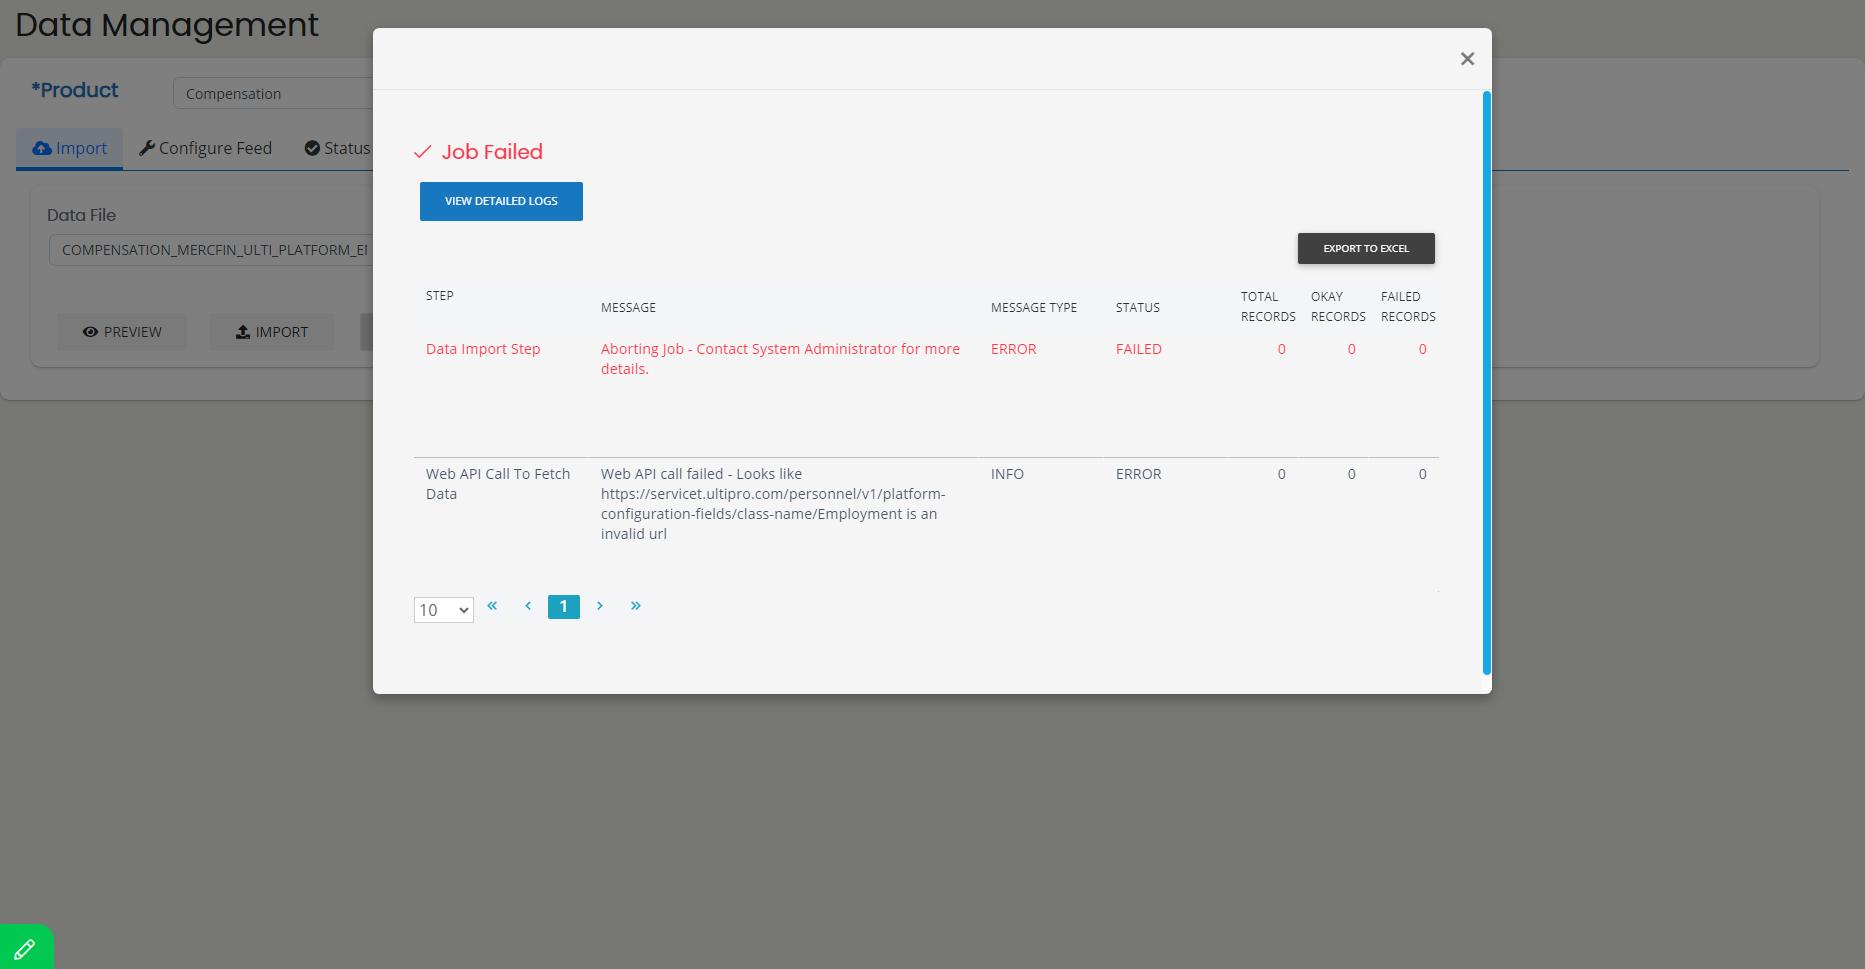 Data Management
*Product
Compensation
Import
Configure Feed
Status
Data File
COMPENSATION_MERCFIN_ULTI_PLATFORM_EI
PREVIEW
IMPORT
×
Job Failed
VIEW DETAILED LOGS
EXPORT TO EXCEL
STEP MESSAGE MESSAGE TYPE STATUS TOTAL RECORDS OKAY RECORDS FAILED RECORDS
Data Import Step
Aborting Job - Contact System Administrator for more
details.
ERROR
FAILED
0
0
0
Web API Call To Fetch
Data
Web API call failed - Looks like
https://servicet.ultipro.com/personnel/v1/platform-
configuration-fields/class-name/Employment is an
invalid url
INFO
ERROR
0
0
0
10
«
‹
1
›
»